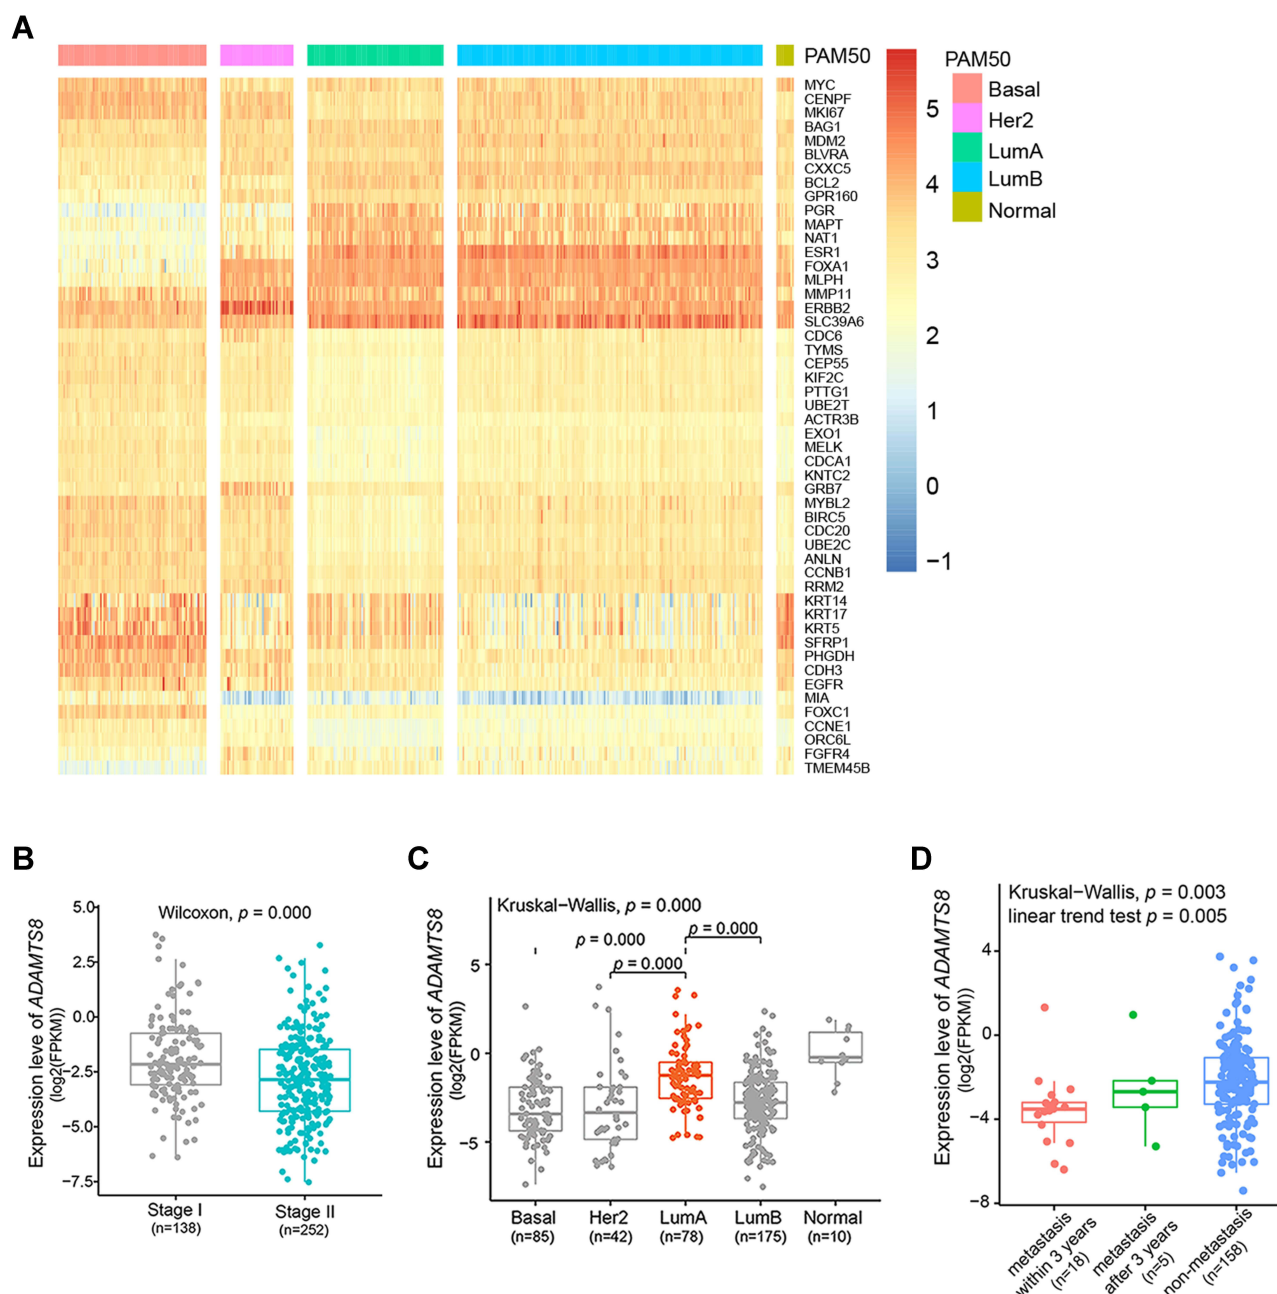 A
PAM50
MYC
CENPF
MKI67
BAG1
MDM2
BLVRA
CXXC5
BCL2
GPR160
PGR
MAPT
NAT1
ESR1
FOXA1
MLPH
MMP11
ERBB2
SLC39A6
CDC6
TYMS
CEP55
KIF2C
PTTG1
UBE2T
ACTR3B
EXO1
MELK
CDCA1
KNTC2
GRB7
MYBL2
BIRC5
CDC20
UBE2C
ANLN
CCNB1
RRM2
KRT14
KRT17
KRT5
SFRP1
PHGDH
CDH3
EGFR
MIA
FOXC1
CCNE1
ORC6L
FGFR4
TMEM45B
5
4
3
2
1
0
−1
PAM50
Basal
Her2
LumA
LumB
Normal
B
Expression level of ADAMTS8
(log2(FPKM))
5.0
2.5
0.0
−2.5
−5.0
−7.5
Wilcoxon, p = 0.000
Stage I
(n=138)
Stage II
(n=252)
C
Expression level of ADAMTS8
(log2(FPKM))
5
0
−5
Kruskal−Wallis, p = 0.000
p = 0.000
p = 0.000
p = 0.000
Basal
(n=85)
Her2
(n=42)
LumA
(n=78)
LumB
(n=175)
Normal
(n=10)
D
Expression level of ADAMTS8
(log2(FPKM))
4
0
−4
−8
Kruskal−Wallis, p = 0.003
linear trend test p = 0.005
metastasis
within 3 years
(n=18)
metastasis
after 3 years
(n=5)
non-metastasis
(n=158)